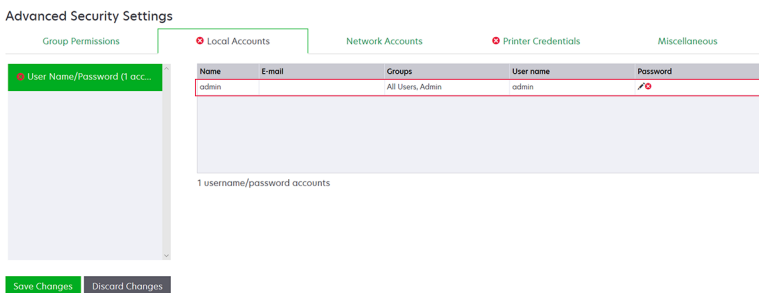 Advanced Security Settings
Group Permissions Local Accounts Network Accounts Printer Credentials Miscellaneous
User Name/Password (1 acc...
Name E-mail Groups User name Password
admin All Users, Admin admin
1 username/password accounts
Save Changes Discard Changes